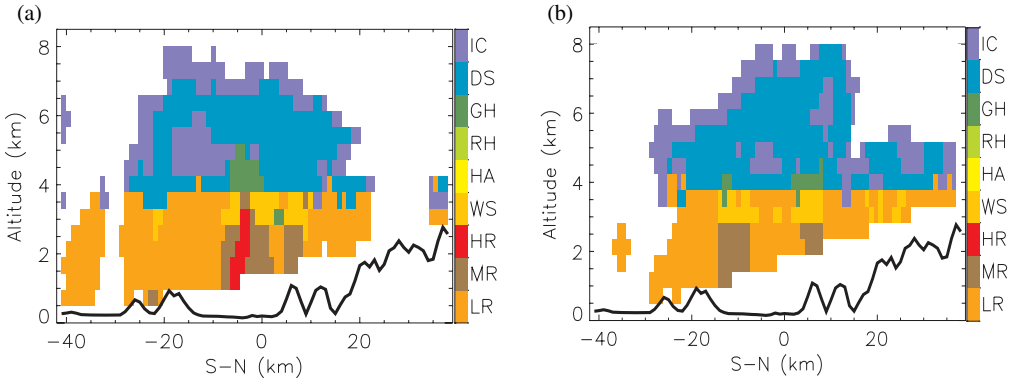 (a)
8
6
4
2
0
Altitude (km)
−40
−20
0
20
S−N (km)
IC
DS
GH
RH
HA
WS
HR
MR
LR
(b)
8
6
4
2
0
Altitude (km)
−40
−20
0
20
S−N (km)
IC
DS
GH
RH
HA
WS
HR
MR
LR